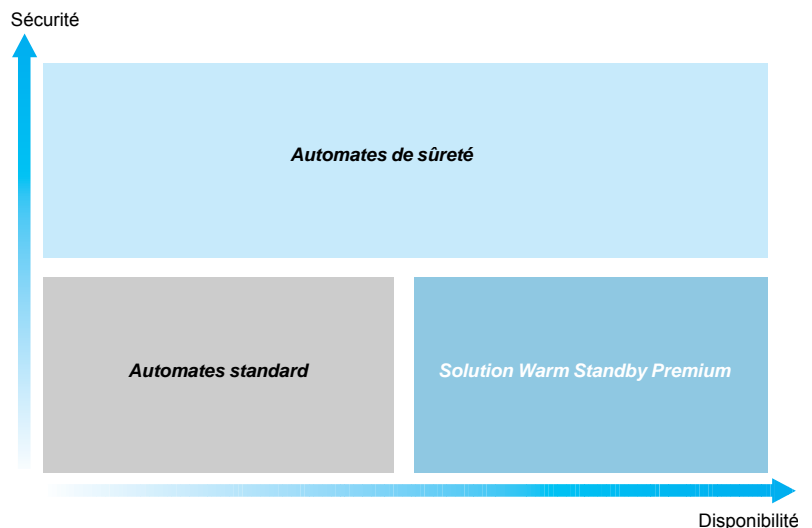 Sécurité
Automates de sûreté
Automates standard
Solution Warm Standby Premium
Disponibilité